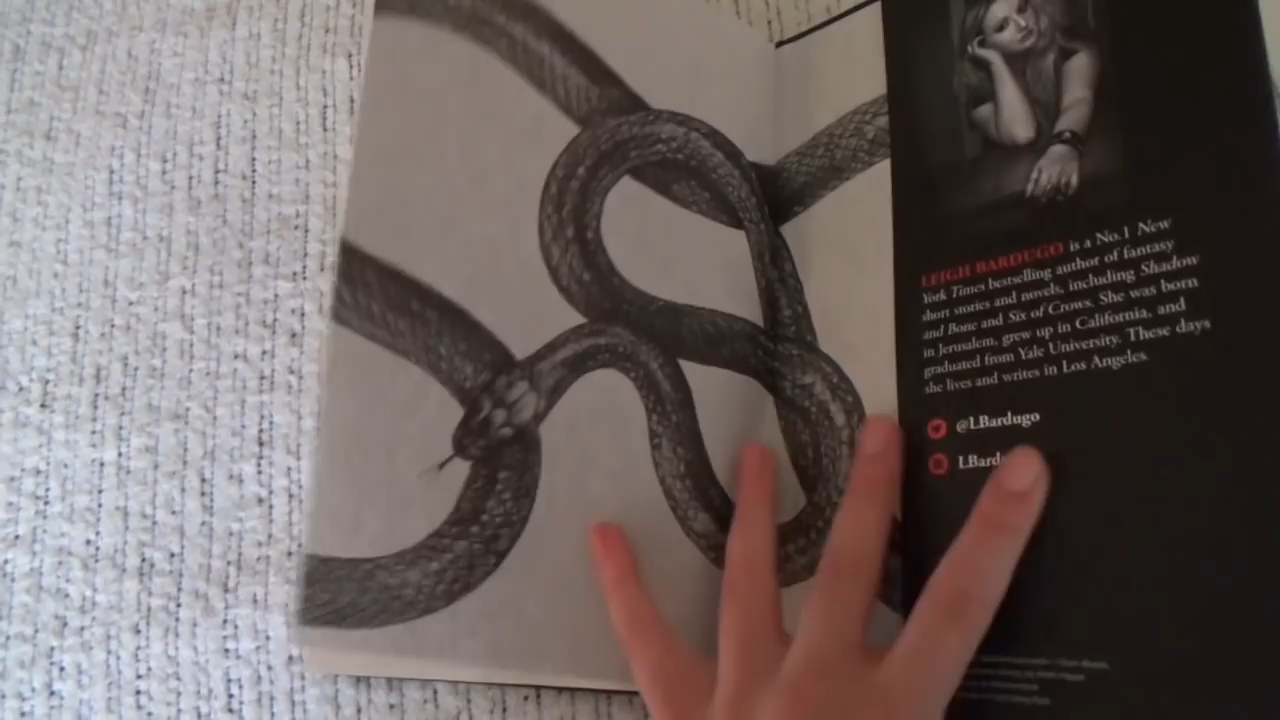 LEIGH BARDUGO is a No.1 New
York Times bestselling author of fantasy
short stories and novels, including Shadow
and Bone and Six of Crows. She was born
in Jerusalem, grew up in California, and
graduated from Yale University. These days
she lives and writes in Los Angeles.
@LBardugo